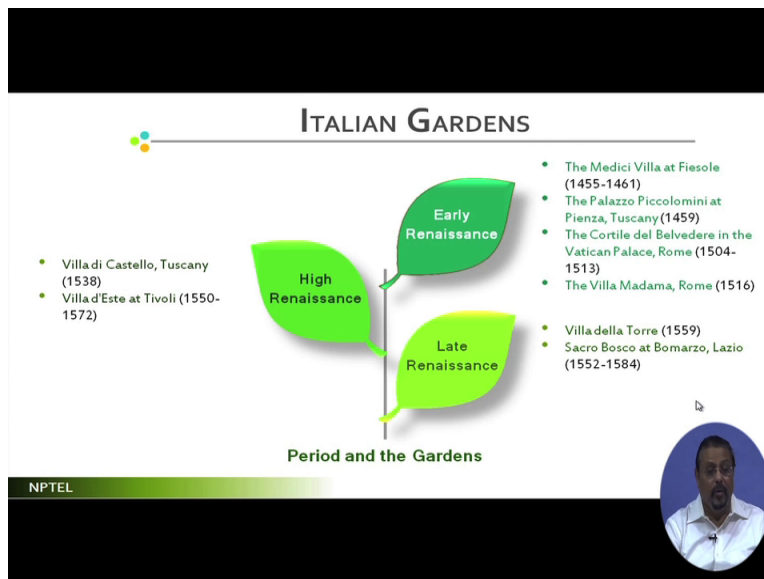 ITALIAN GARDENS
Villa di Castello, Tuscany
(1538)
Villa d'Este at Tivoli (1550-
1572)
High
Renaissance
Early
Renaissance
Late
Renaissance
The Medici Villa at Fiesole
(1455-1461)
The Palazzo Piccolomini at
Pienza, Tuscany (1459)
The Cortile del Belvedere in the
Vatican Palace, Rome (1504-
1513)
The Villa Madama, Rome (1516)
Villa della Torre (1559)
Sacro Bosco at Bomarzo, Lazio
(1552-1584)
Period and the Gardens
NPTEL